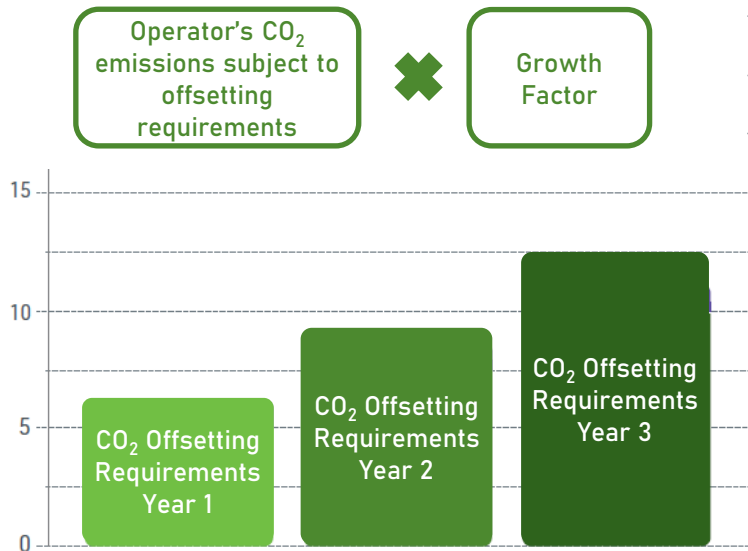 Operator's CO₂
emissions subject to
offsetting
requirements
Growth
Factor
15
10
5
0
CO₂ Offsetting
Requirements
Year 1
CO₂ Offsetting
Requirements
Year 2
CO₂ Offsetting
Requirements
Year 3